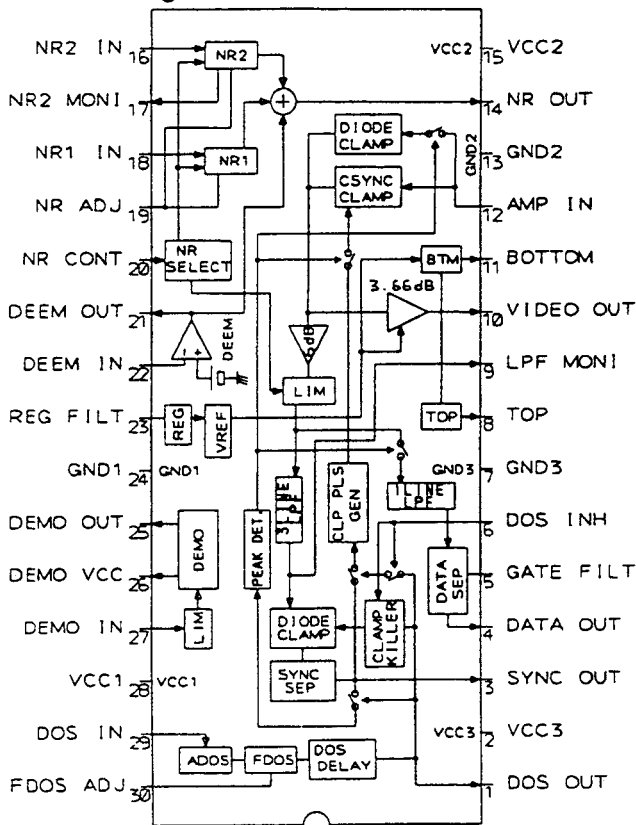 NR2 IN
16
NR2 MONI
17
NR1 IN
18
NR ADJ
19
NR CONT
20
DEEM OUT
21
DEEM IN
22
REG FILT
23
GND1
24
DEMO OUT
25
DEMO VCC
26
DEMO IN
27
VCC1
28
DOS IN
29
FDOS ADJ
30
NR2
NR1
NR
SELECT
DEEM
REG
VREF
GND1
DEMO
LIM
VCC1
ADOS
FDOS
DOS
DELAY
+
DIODE
CLAMP
CSYNC
CLAMP
BTM
3.66dB
6dB
LIM
TOP
PEAK DET.
CLP PLS
GEN
1LINE
LPF
DIODE
CLAMP
SYNC
SEP
CLAMP
KILLER
DATA
SEP
VCC2
GND2
GND3
VCC3
VCC2
15
NR OUT
14
GND2
13
AMP IN
12
BOTTOM
11
VIDEO OUT
10
LPF MONI
9
TOP
8
GND3
7
DOS INH
6
GATE FILT
5
DATA OUT
4
SYNC OUT
3
VCC3
2
DOS OUT
1